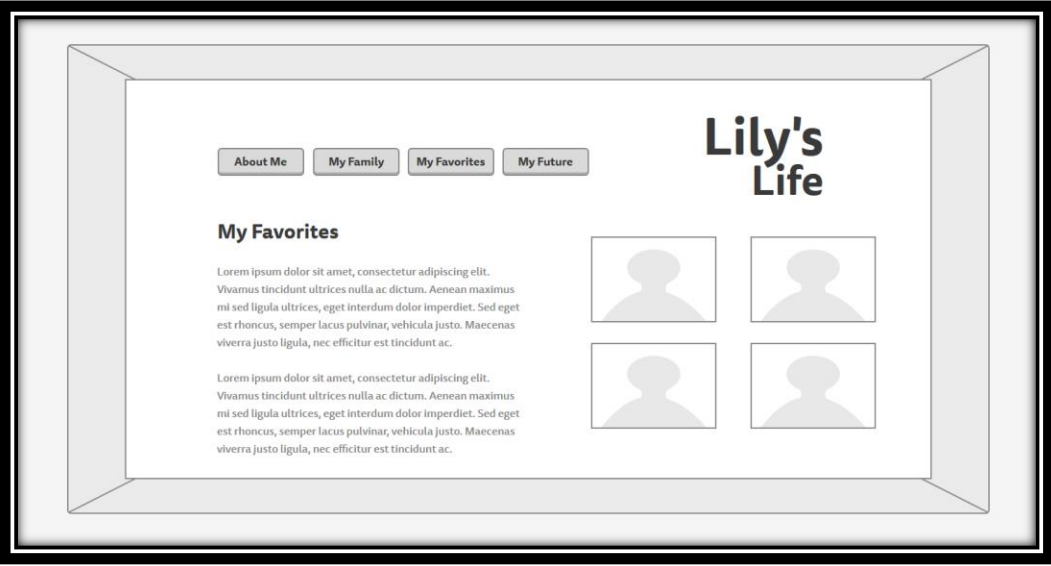 Lily's
Life
About Me
My Family
My Favorites
My Future
My Favorites
Lorem ipsum dolor sit amet, consectetur adipiscing elit.
Vivamus tincidunt ultrices nulla ac dictum. Aenean maximus
mi sed ligula ultrices, eget interdum dolor imperdiet. Sed eget
est rhoncus, semper lacus pulvinar, vehicula justo. Maecenas
viverra justo ligula, nec efficitur est tincidunt ac.
Lorem ipsum dolor sit amet, consectetur adipiscing elit.
Vivamus tincidunt ultrices nulla ac dictum. Aenean maximus
mi sed ligula ultrices, eget interdum dolor imperdiet. Sed eget
est rhoncus, semper lacus pulvinar, vehicula justo. Maecenas
viverra justo ligula, nec efficitur est tincidunt ac.